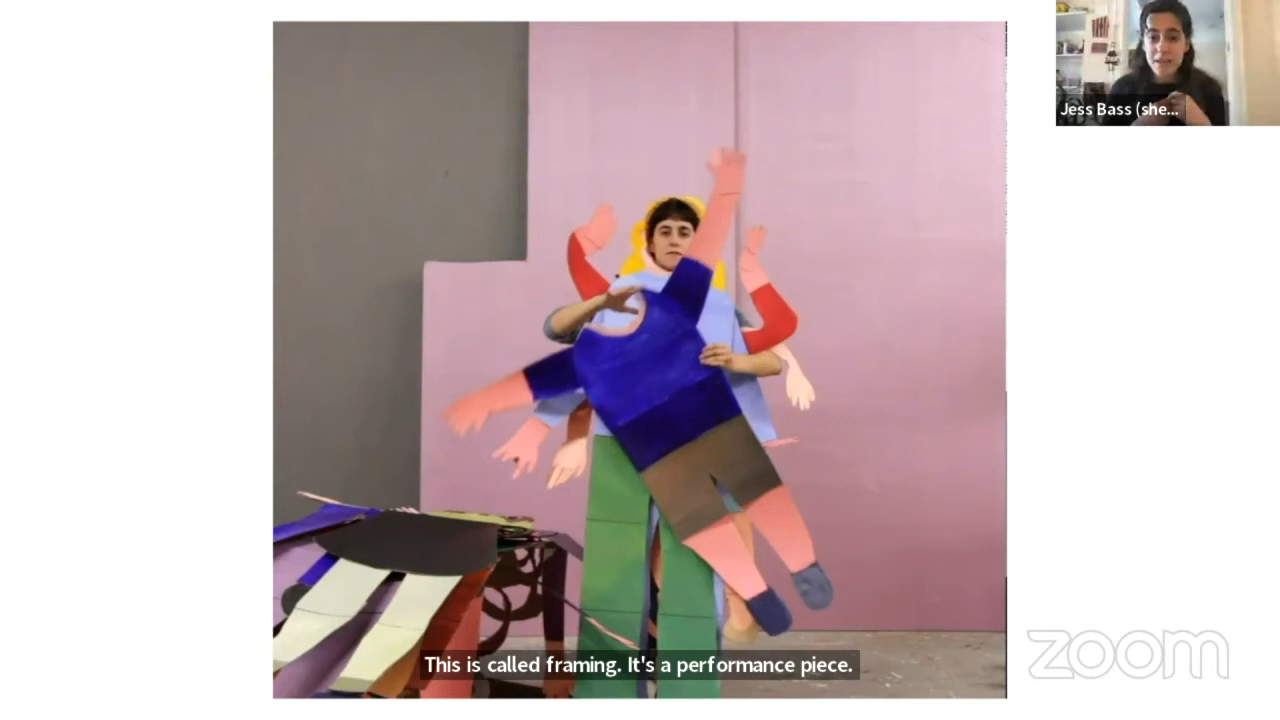 Jess Bass (she...
This is called framing. It's a performance piece.
zoom